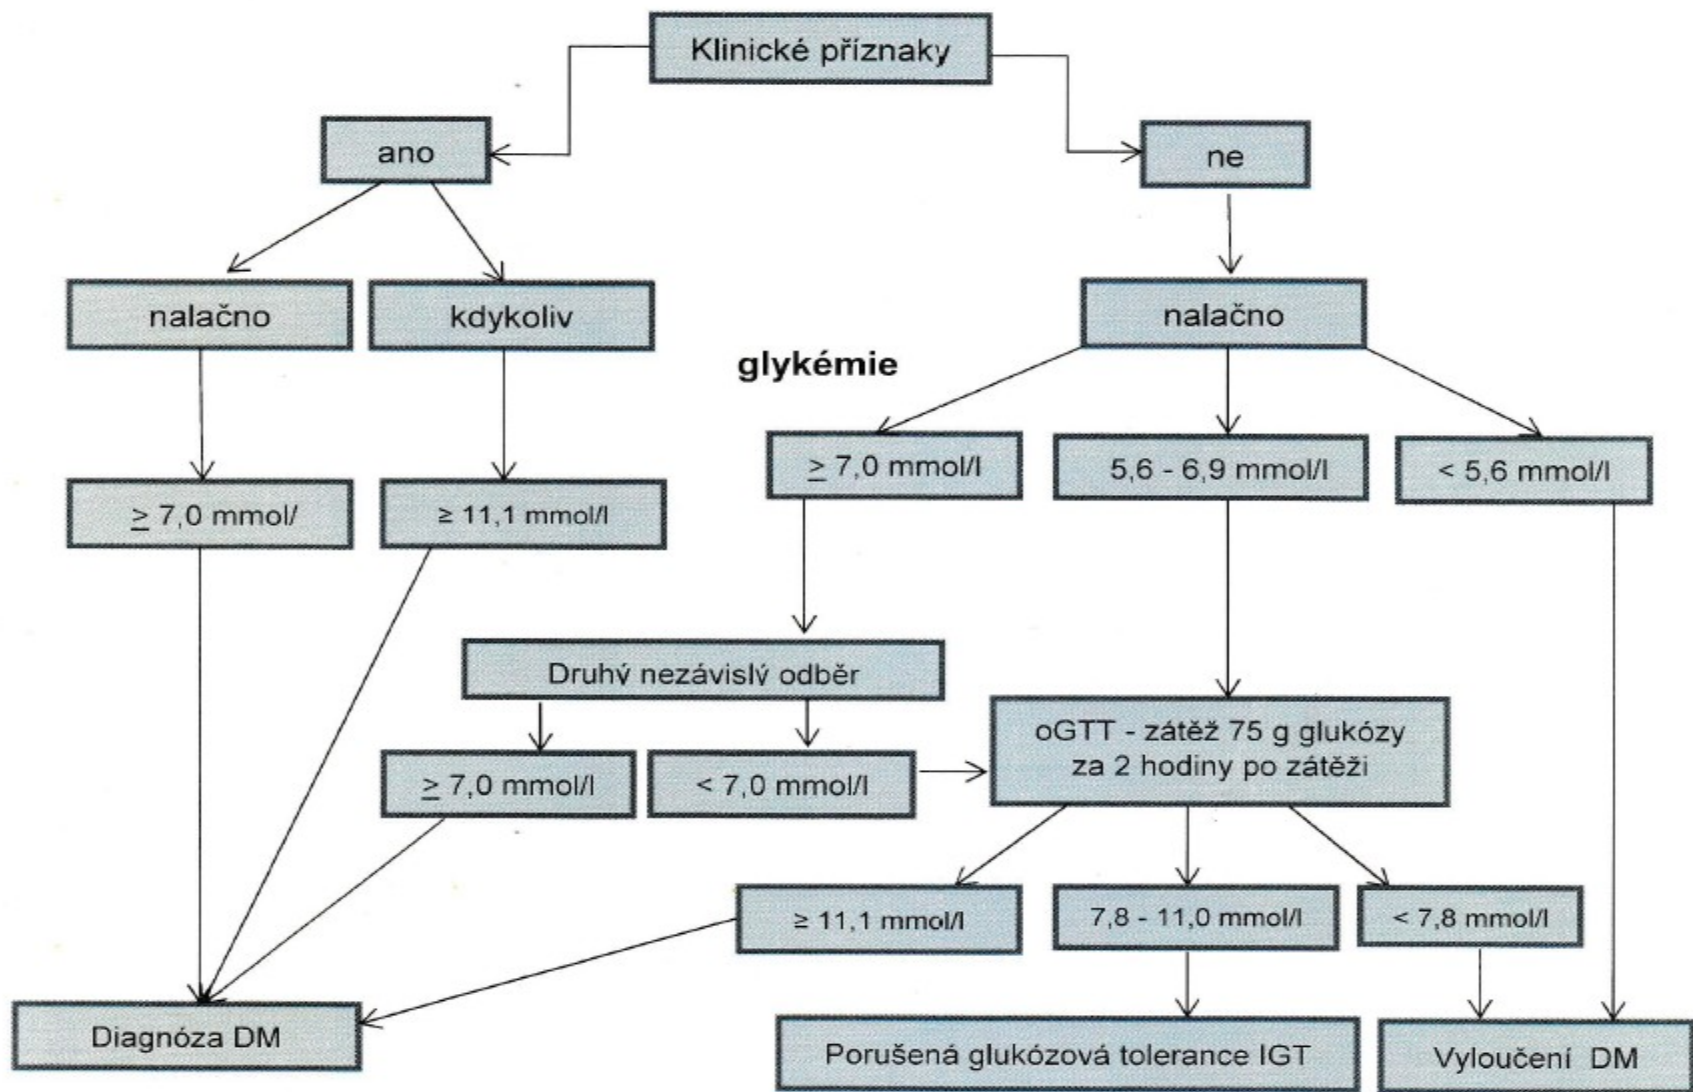 Klinické příznaky
ano
ne
nalačno
kdykoliv
nalačno
glykémie
≥ 7,0 mmol/l
5,6 - 6,9 mmol/l
< 5,6 mmol/l
≥ 7,0 mmol/
≥ 11,1 mmol/l
Druhý nezávislý odběr
oGTT - zátěž 75 g glukózy
za 2 hodiny po zátěži
≥ 7,0 mmol/l
< 7,0 mmol/l
≥ 11,1 mmol/l
7,8 - 11,0 mmol/l
< 7,8 mmol/l
Diagnóza DM
Porušená glukózová tolerance IGT
Vyloučení DM